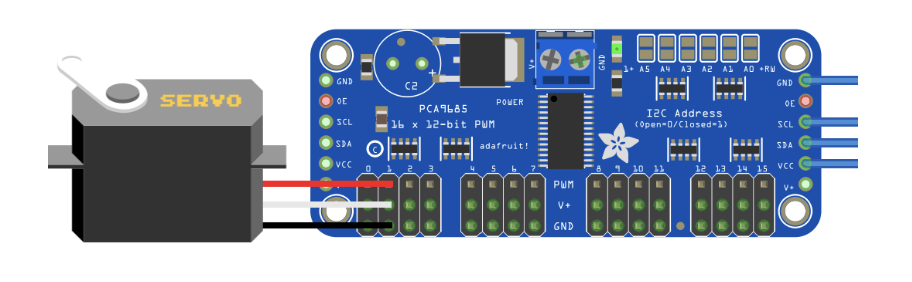 SERVO
GND
OE
SCL
SDA
VCC
C2
+
PCA9685
16 x 12-bit PWM
POWER
adafruit!
C
V+
GND
1+ A5 A4 A3 A2 A1 A0 +RW
I2C Address
(Open=0/Closed=1)
GND
OE
SCL
SDA
VCC
V+
0 1 2 3 4 5 6 7
8 9 10 11 12 13 14 15
PWM
V+
GND